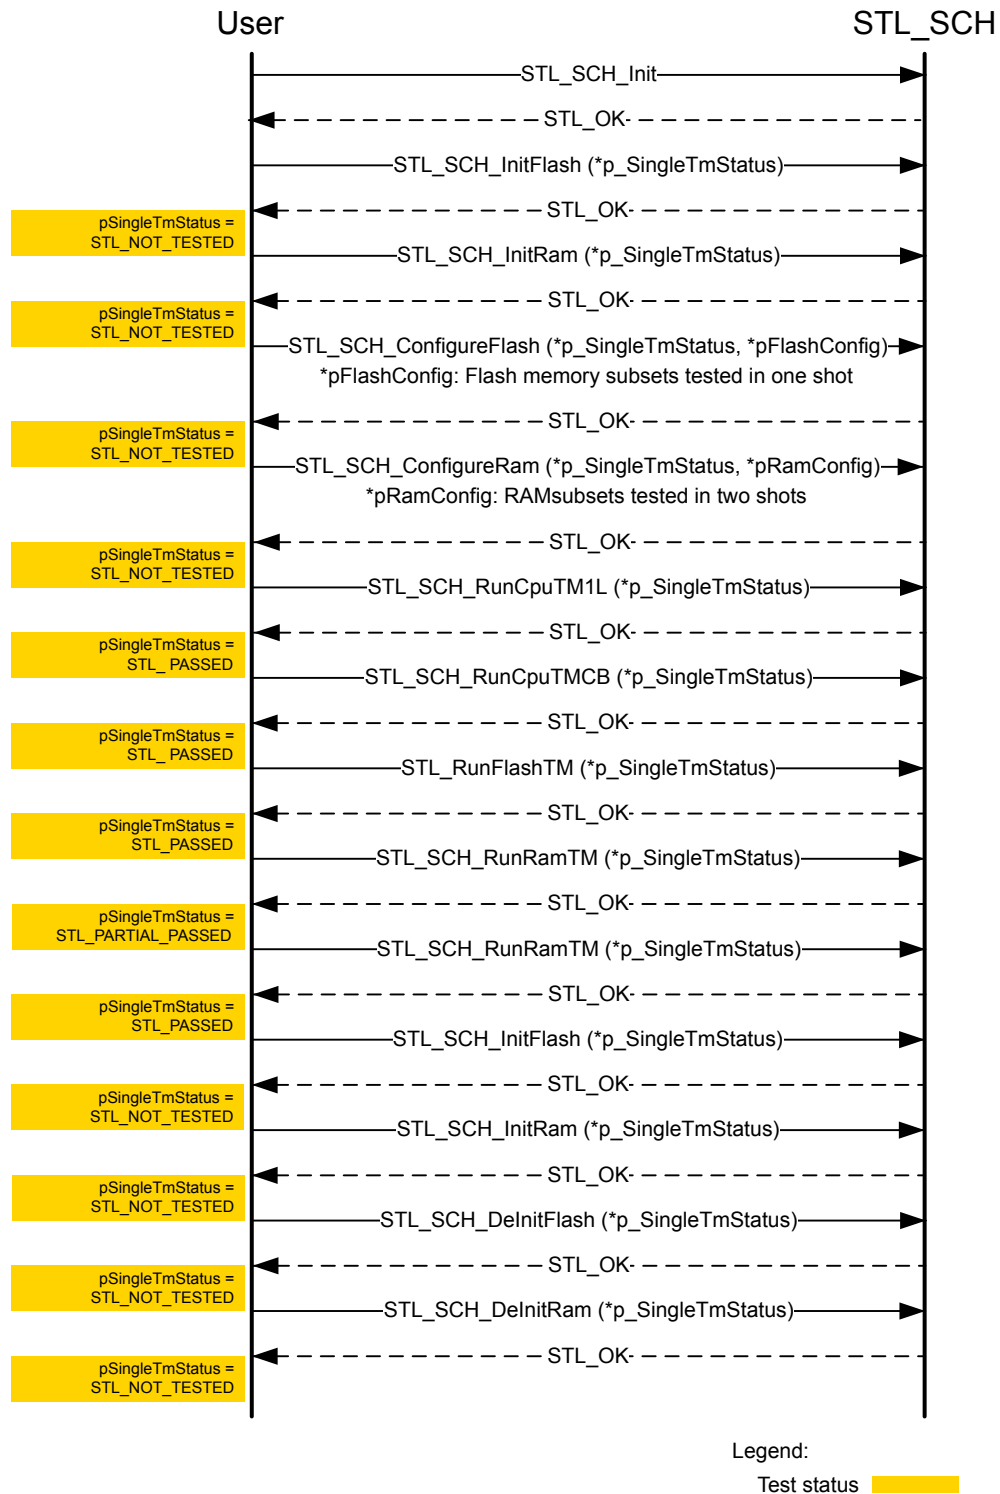 User
STL_SCH
STL_SCH_Init
STL_OK
STL_SCH_InitFlash (*p_SingleTmStatus)
STL_OK
pSingleTmStatus =
STL_NOT_TESTED
STL_SCH_InitRam (*p_SingleTmStatus)
STL_OK
pSingleTmStatus =
STL_NOT_TESTED
STL_SCH_ConfigureFlash (*p_SingleTmStatus, *pFlashConfig)
*pFlashConfig: Flash memory subsets tested in one shot
STL_OK
pSingleTmStatus =
STL_NOT_TESTED
STL_SCH_ConfigureRam (*p_SingleTmStatus, *pRamConfig)
*pRamConfig: RAMsubsets tested in two shots
STL_OK
pSingleTmStatus =
STL_NOT_TESTED
STL_SCH_RunCpuTM1L (*p_SingleTmStatus)
STL_OK
pSingleTmStatus =
STL_ PASSED
STL_SCH_RunCpuTMCB (*p_SingleTmStatus)
STL_OK
pSingleTmStatus =
STL_ PASSED
STL_RunFlashTM (*p_SingleTmStatus)
STL_OK
pSingleTmStatus =
STL_PASSED
STL_SCH_RunRamTM (*p_SingleTmStatus)
STL_OK
pSingleTmStatus =
STL_PARTIAL_PASSED
STL_SCH_RunRamTM (*p_SingleTmStatus)
STL_OK
pSingleTmStatus =
STL_PASSED
STL_SCH_InitFlash (*p_SingleTmStatus)
STL_OK
pSingleTmStatus =
STL_NOT_TESTED
STL_SCH_InitRam (*p_SingleTmStatus)
STL_OK
pSingleTmStatus =
STL_NOT_TESTED
STL_SCH_DeInitFlash (*p_SingleTmStatus)
STL_OK
pSingleTmStatus =
STL_NOT_TESTED
STL_SCH_DeInitRam (*p_SingleTmStatus)
STL_OK
pSingleTmStatus =
STL_NOT_TESTED
Legend:
Test status